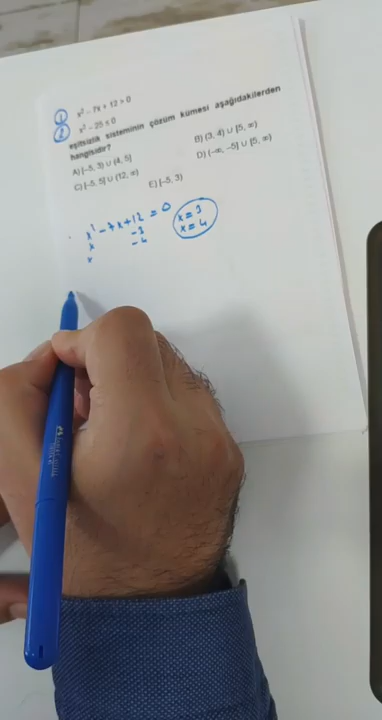 ① x² – 7x + 12 > 0
② x² – 25 ≤ 0
eşitsizlik sisteminin çözüm kümesi aşağıdakilerden
hangisidir?
A) [–5, 3) ∪ (4, 5]
B) (3, 4) ∪ [5, ∞)
C) [–5, 5] ∪ (12, ∞)
D) (–∞, –5] ∪ [5, ∞)
E) [–5, 3)
x² – 7x + 12 = 0
x –3
x –4
x = 3
x = 4